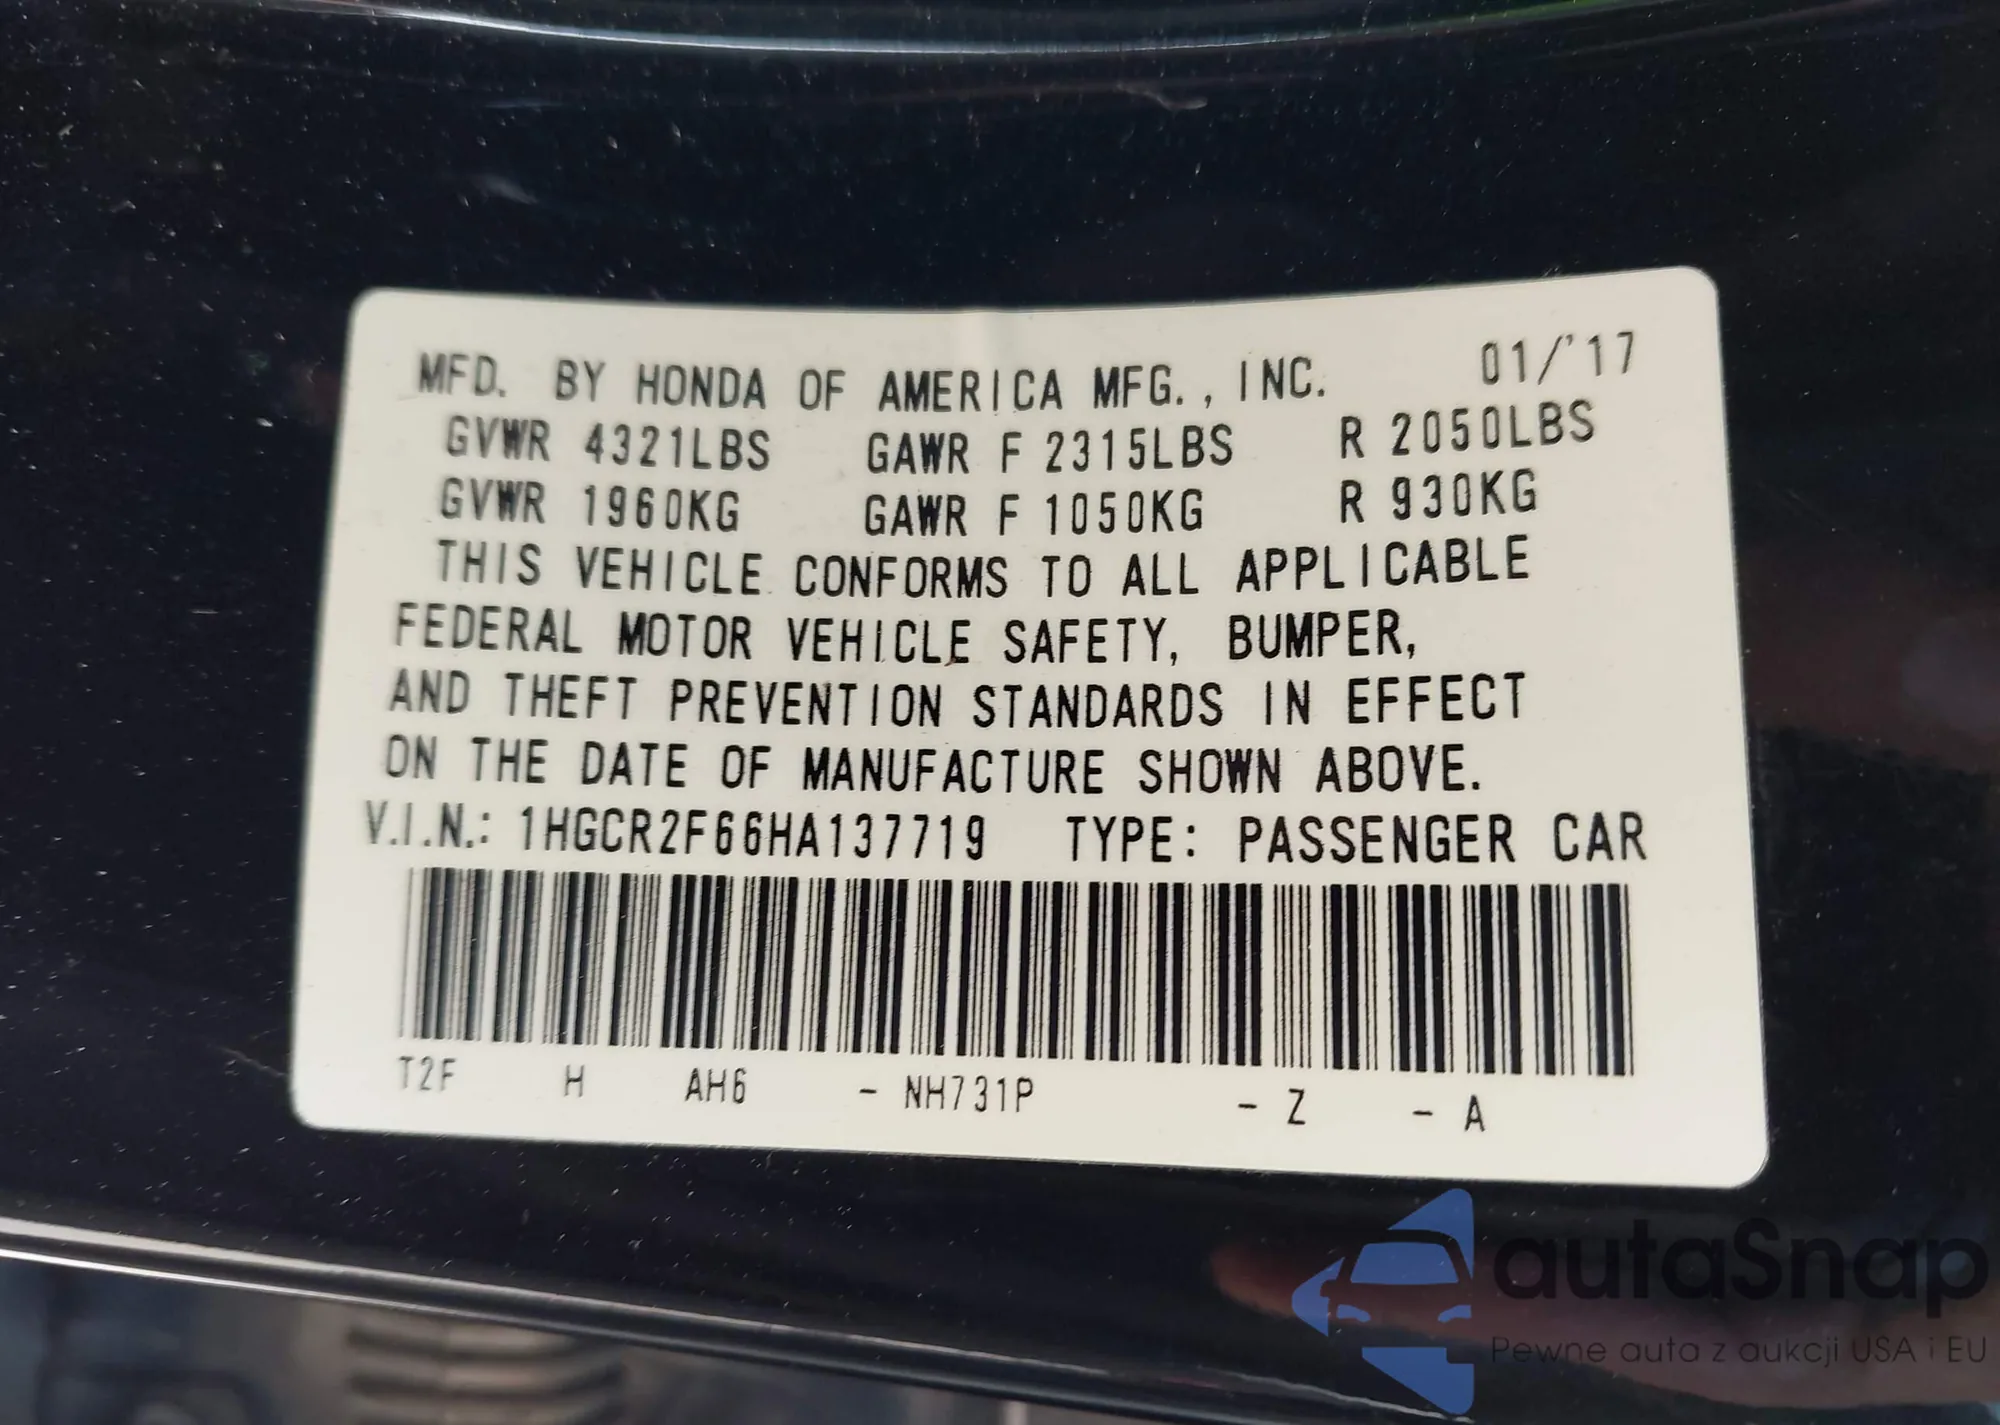 MFD. BY HONDA OF AMERICA MFG., INC. 01/'17
GVWR 4321LBS GAWR F 2315LBS R 2050LBS
GVWR 1960KG GAWR F 1050KG R 930KG
THIS VEHICLE CONFORMS TO ALL APPLICABLE
FEDERAL MOTOR VEHICLE SAFETY, BUMPER,
AND THEFT PREVENTION STANDARDS IN EFFECT
ON THE DATE OF MANUFACTURE SHOWN ABOVE.
V.I.N.: 1HGCR2F66HA137719 TYPE: PASSENGER CAR
T2F H AH6 - NH731P - Z - A
autaSnap
Pewne auta z aukcji USA i EU